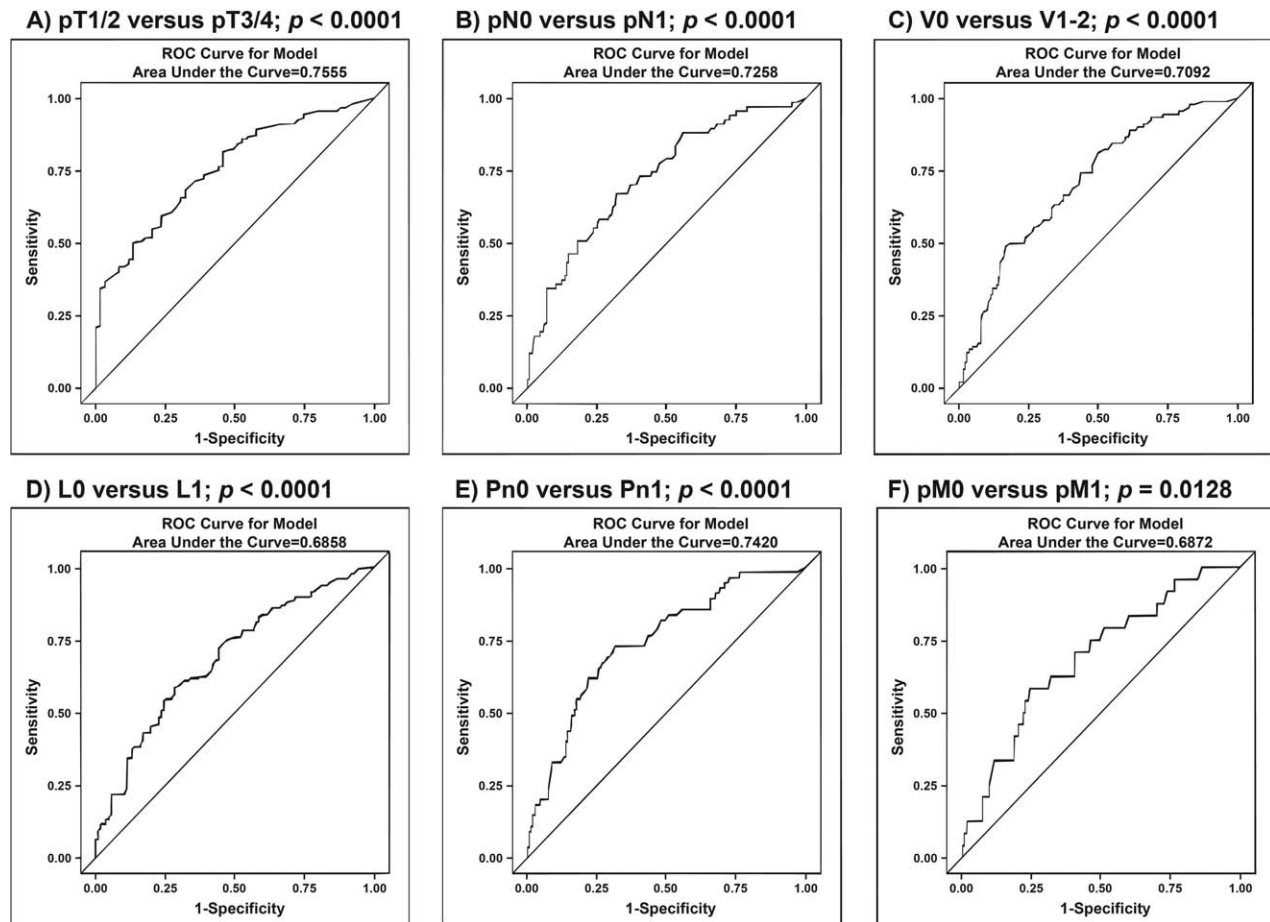 A) pT1/2 versus pT3/4; p < 0.0001
ROC Curve for Model
Area Under the Curve=0.7555
1.00
0.75
0.50
0.25
0.00
Sensitivity
0.00 0.25 0.50 0.75 1.00
1-Specificity
B) pN0 versus pN1; p < 0.0001
ROC Curve for Model
Area Under the Curve=0.7258
1.00
0.75
0.50
0.25
0.00
Sensitivity
0.00 0.25 0.50 0.75 1.00
1-Specificity
C) V0 versus V1-2; p < 0.0001
ROC Curve for Model
Area Under the Curve=0.7092
1.00
0.75
0.50
0.25
0.00
Sensitivity
0.00 0.25 0.50 0.75 1.00
1-Specificity
D) L0 versus L1; p < 0.0001
ROC Curve for Model
Area Under the Curve=0.6858
1.00
0.75
0.50
0.25
0.00
Sensitivity
0.00 0.25 0.50 0.75 1.00
1-Specificity
E) Pn0 versus Pn1; p < 0.0001
ROC Curve for Model
Area Under the Curve=0.7420
1.00
0.75
0.50
0.25
0.00
Sensitivity
0.00 0.25 0.50 0.75 1.00
1-Specificity
F) pM0 versus pM1; p = 0.0128
ROC Curve for Model
Area Under the Curve=0.6872
1.00
0.75
0.50
0.25
0.00
Sensitivity
0.00 0.25 0.50 0.75 1.00
1-Specificity